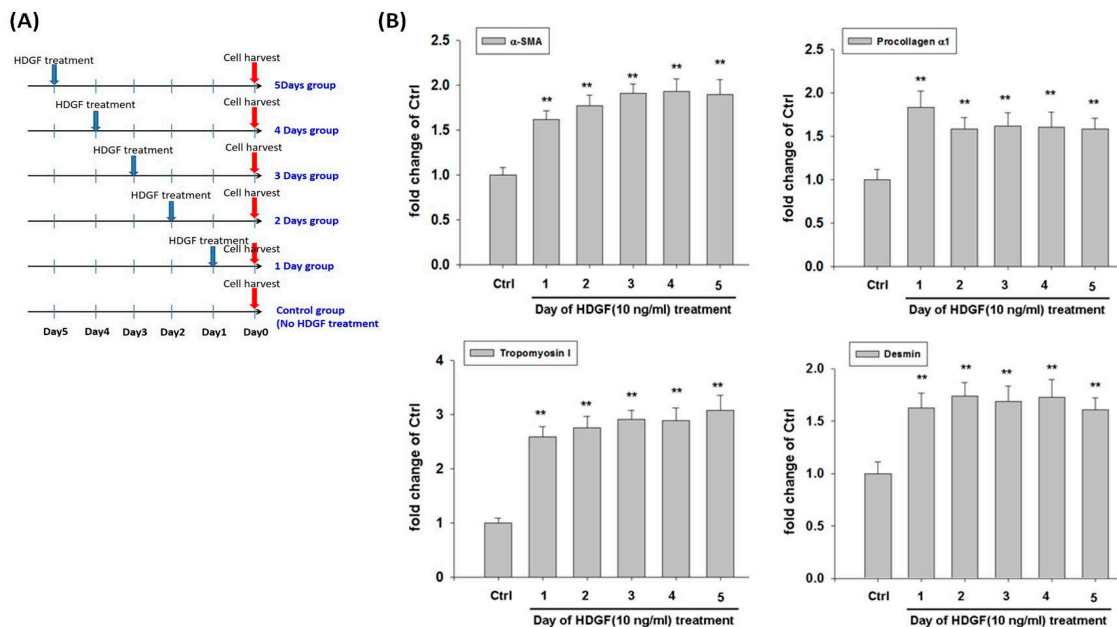 (A)
HDGF treatment
Cell harvest
5Days group
HDGF treatment
Cell harvest
4 Days group
HDGF treatment
Cell harvest
3 Days group
HDGF treatment
Cell harvest
2 Days group
HDGF treatment
Cell harvest
1 Day group
Cell harvest
Control group
(No HDGF treatment
Day5 Day4 Day3 Day2 Day1 Day0
(B)
α-SMA
fold change of Ctrl
2.5
2.0
1.5
1.0
0.5
0.0
** ** ** ** **
Ctrl 1 2 3 4 5
Day of HDGF(10 ng/ml) treatment
Procollagen α1
fold change of Ctrl
2.5
2.0
1.5
1.0
0.5
0.0
** ** ** ** **
Ctrl 1 2 3 4 5
Day of HDGF(10 ng/ml) treatment
Tropomyosin I
fold change of Ctrl
4
3
2
1
0
** ** ** ** **
Ctrl 1 2 3 4 5
Day of HDGF(10 ng/ml) treatment
Desmin
fold change of Ctrl
2.0
1.5
1.0
0.5
0.0
** ** ** ** **
Ctrl 1 2 3 4 5
Day of HDGF(10 ng/ml) treatment